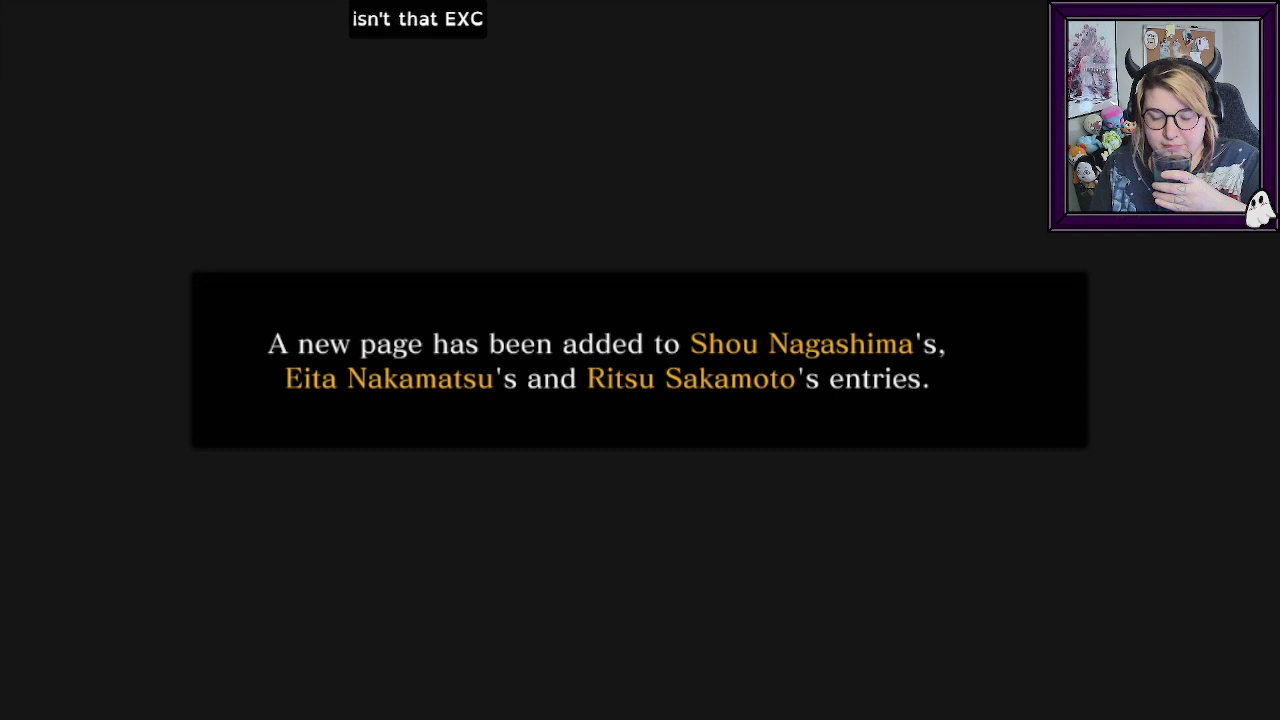 isn't that EXC
A new page has been added to Shou Nagashima's,
Eita Nakamatsu's and Ritsu Sakamoto's entries.